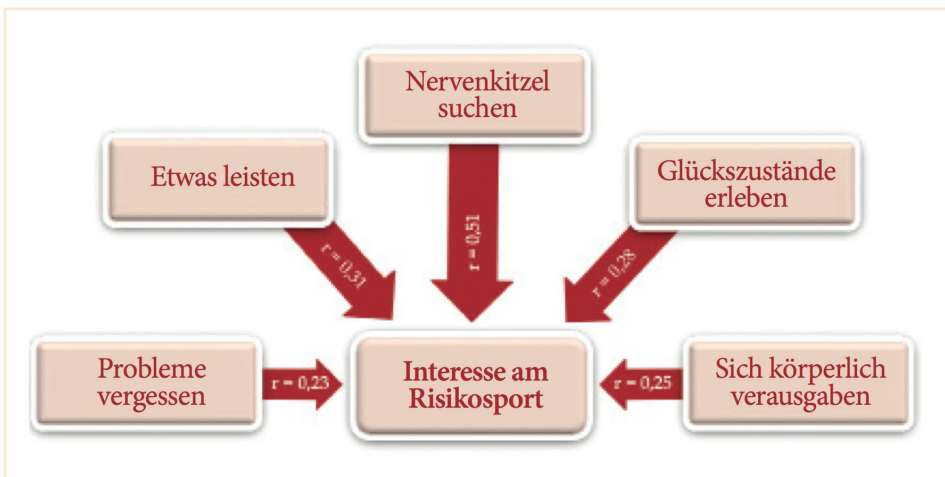 Nervenkitzel
suchen
Etwas leisten
Glückszustände
erleben
r = 0,31
r = 0,51
r = 0,28
Probleme
vergessen
r = 0,23
Interesse am
Risikosport
r = 0,25
Sich körperlich
verausgaben